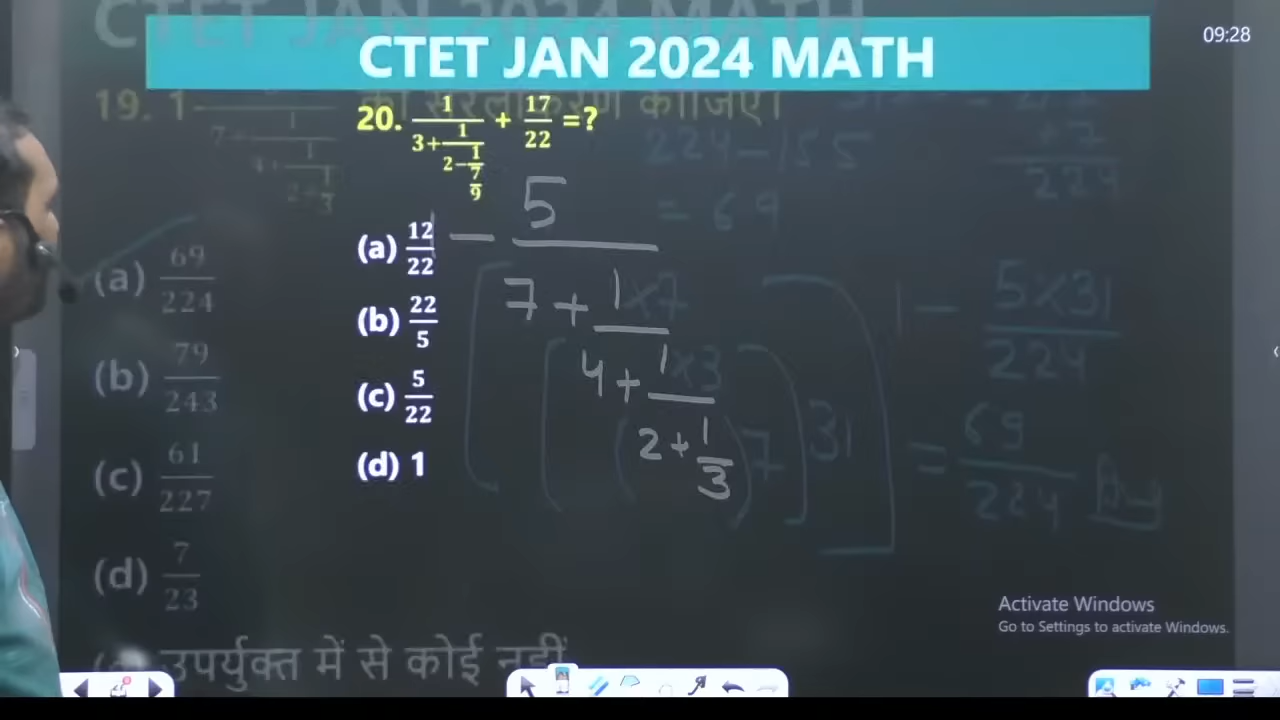 CTET JAN 2024 MATH
09:28
20. 1/(3+1/(2-1/(7/9))) + 17/22 =?
(a) 12/22
(b) 22/5
(c) 5/22
(d) 1
19. 1- की सरलीकरण कीजिए।
(a) 69/224
(b) 79/243
(c) 61/227
(d) 7/23
उपर्युक्त में से कोई नहीं
- 5/(7 + 1×7/(4 + 1×3/(2 + 1/3)))
7
31
224-155
= 69
224
1 - 5×31/224
= 69/224
Activate Windows
Go to Settings to activate Windows.